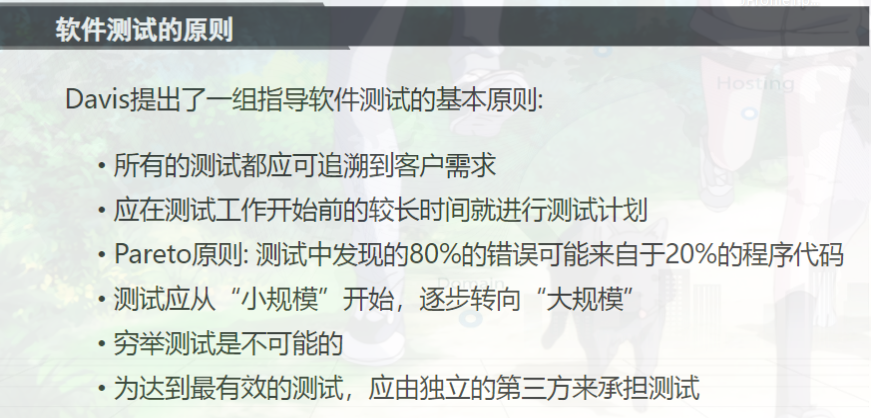 软件测试的原则
Hosting
Davis提出了一组指导软件测试的基本原则:
• 所有的测试都应可追溯到客户需求
• 应在测试工作开始前的较长时间就进行测试计划
• Pareto原则: 测试中发现的80%的错误可能来自于20%的程序代码
• 测试应从“小规模”开始，逐步转向“大规模”
• 穷举测试是不可能的
• 为达到最有效的测试，应由独立的第三方来承担测试